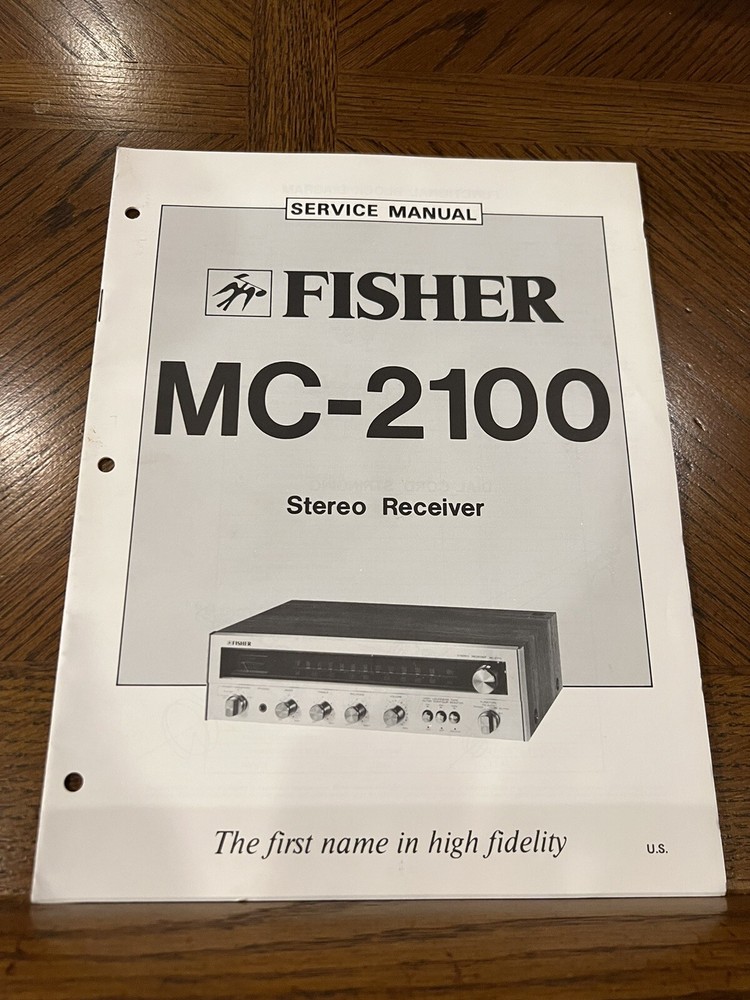 SERVICE MANUAL
FISHER
MC-2100
Stereo Receiver
FISHER
The first name in high fidelity
U.S.